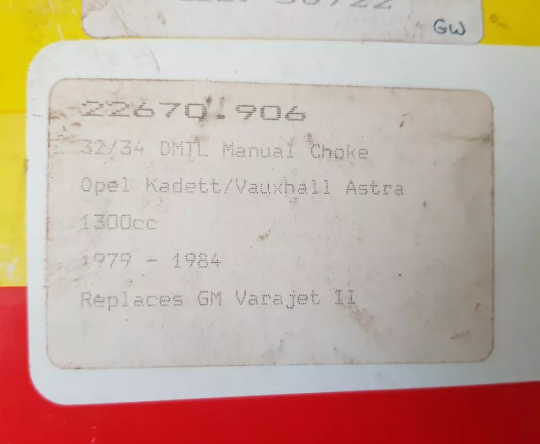 GW
22670.906
32/34 DMTL Manual Choke
Opel Kadett/Vauxhall Astra
1300cc
1979 - 1984
Replaces GM Varajet II